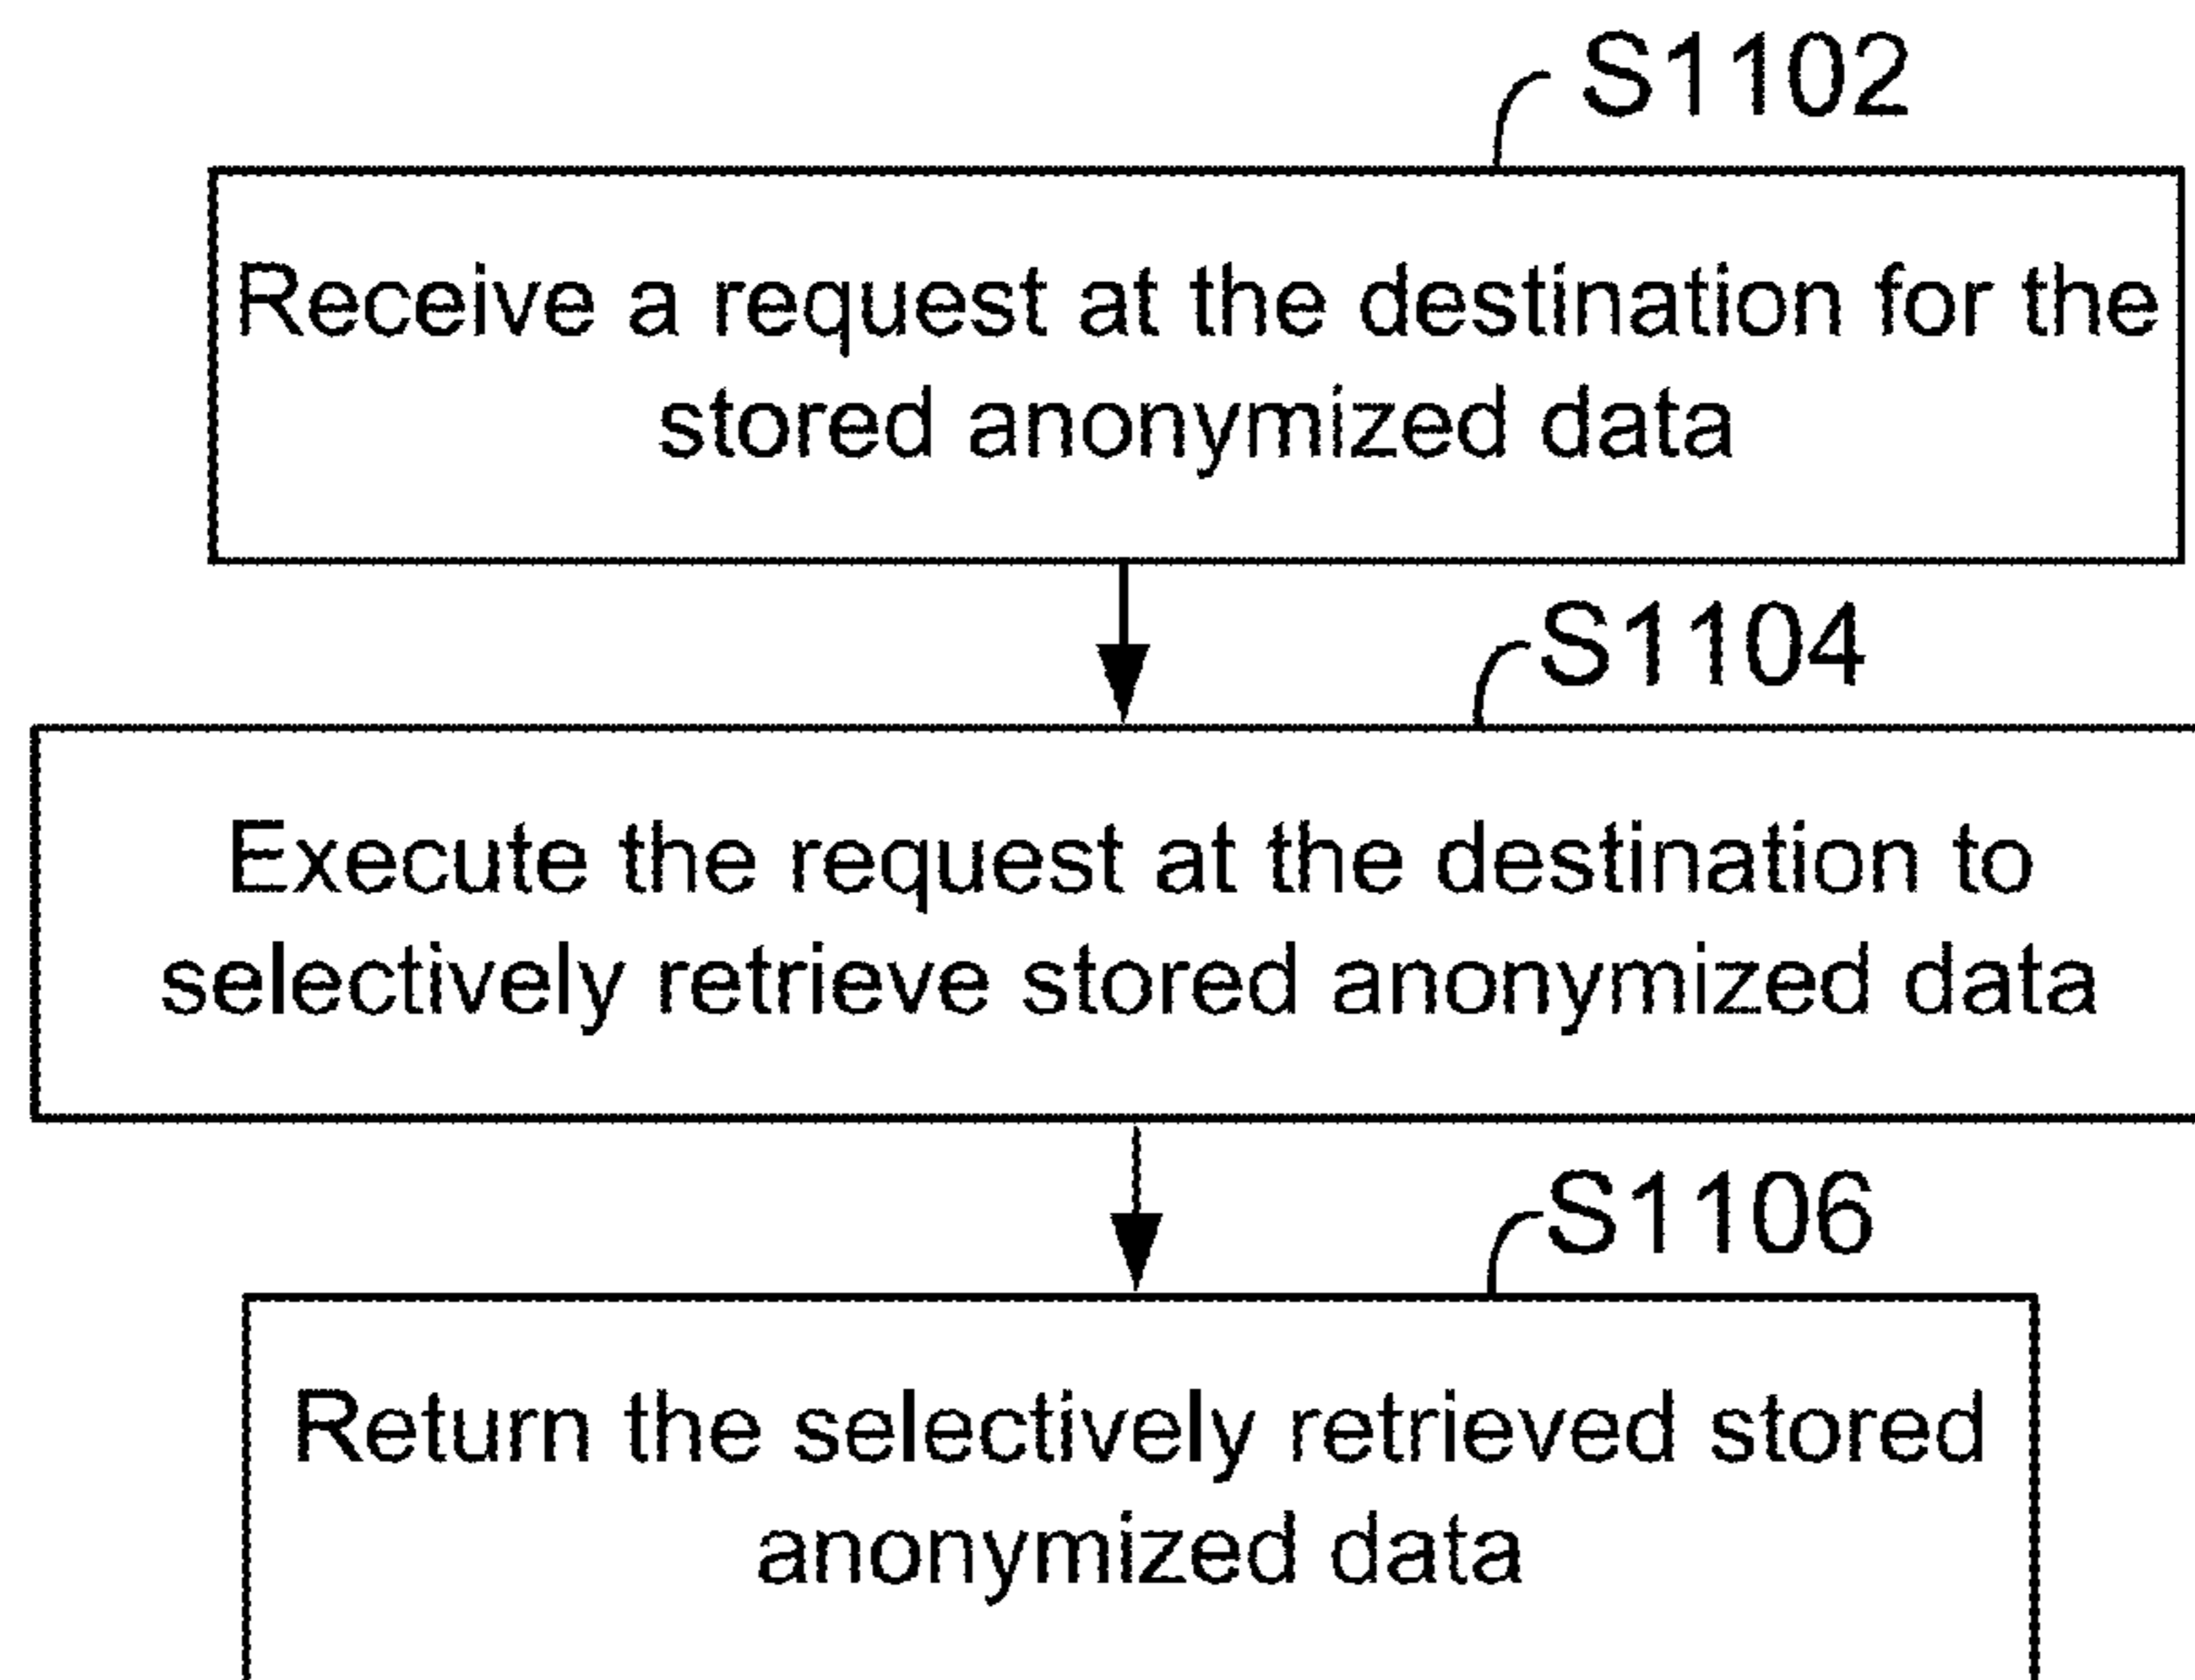 S1102
Receive a request at the destination for the
stored anonymized data
S1104
Execute the request at the destination to
selectively retrieve stored anonymized data
S1106
Return the selectively retrieved stored
anonymized data